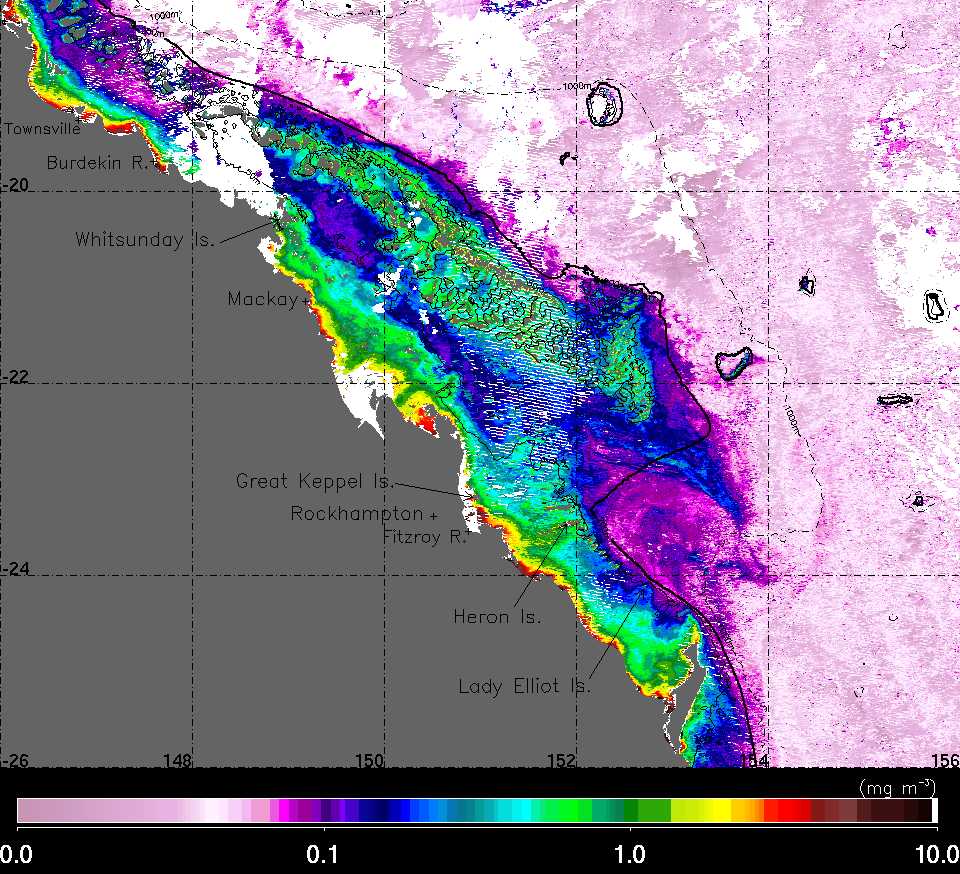 1000m
1000m
Townsville
Burdekin R.
-20
Whitsunday Is.
Mackay
-22
1000m
Great Keppel Is.
Rockhampton
Fitzroy R.
-24
Heron Is.
Lady Elliot Is.
-26 148 150 152 154 156
(mg m⁻³)
0.0 0.1 1.0 10.0